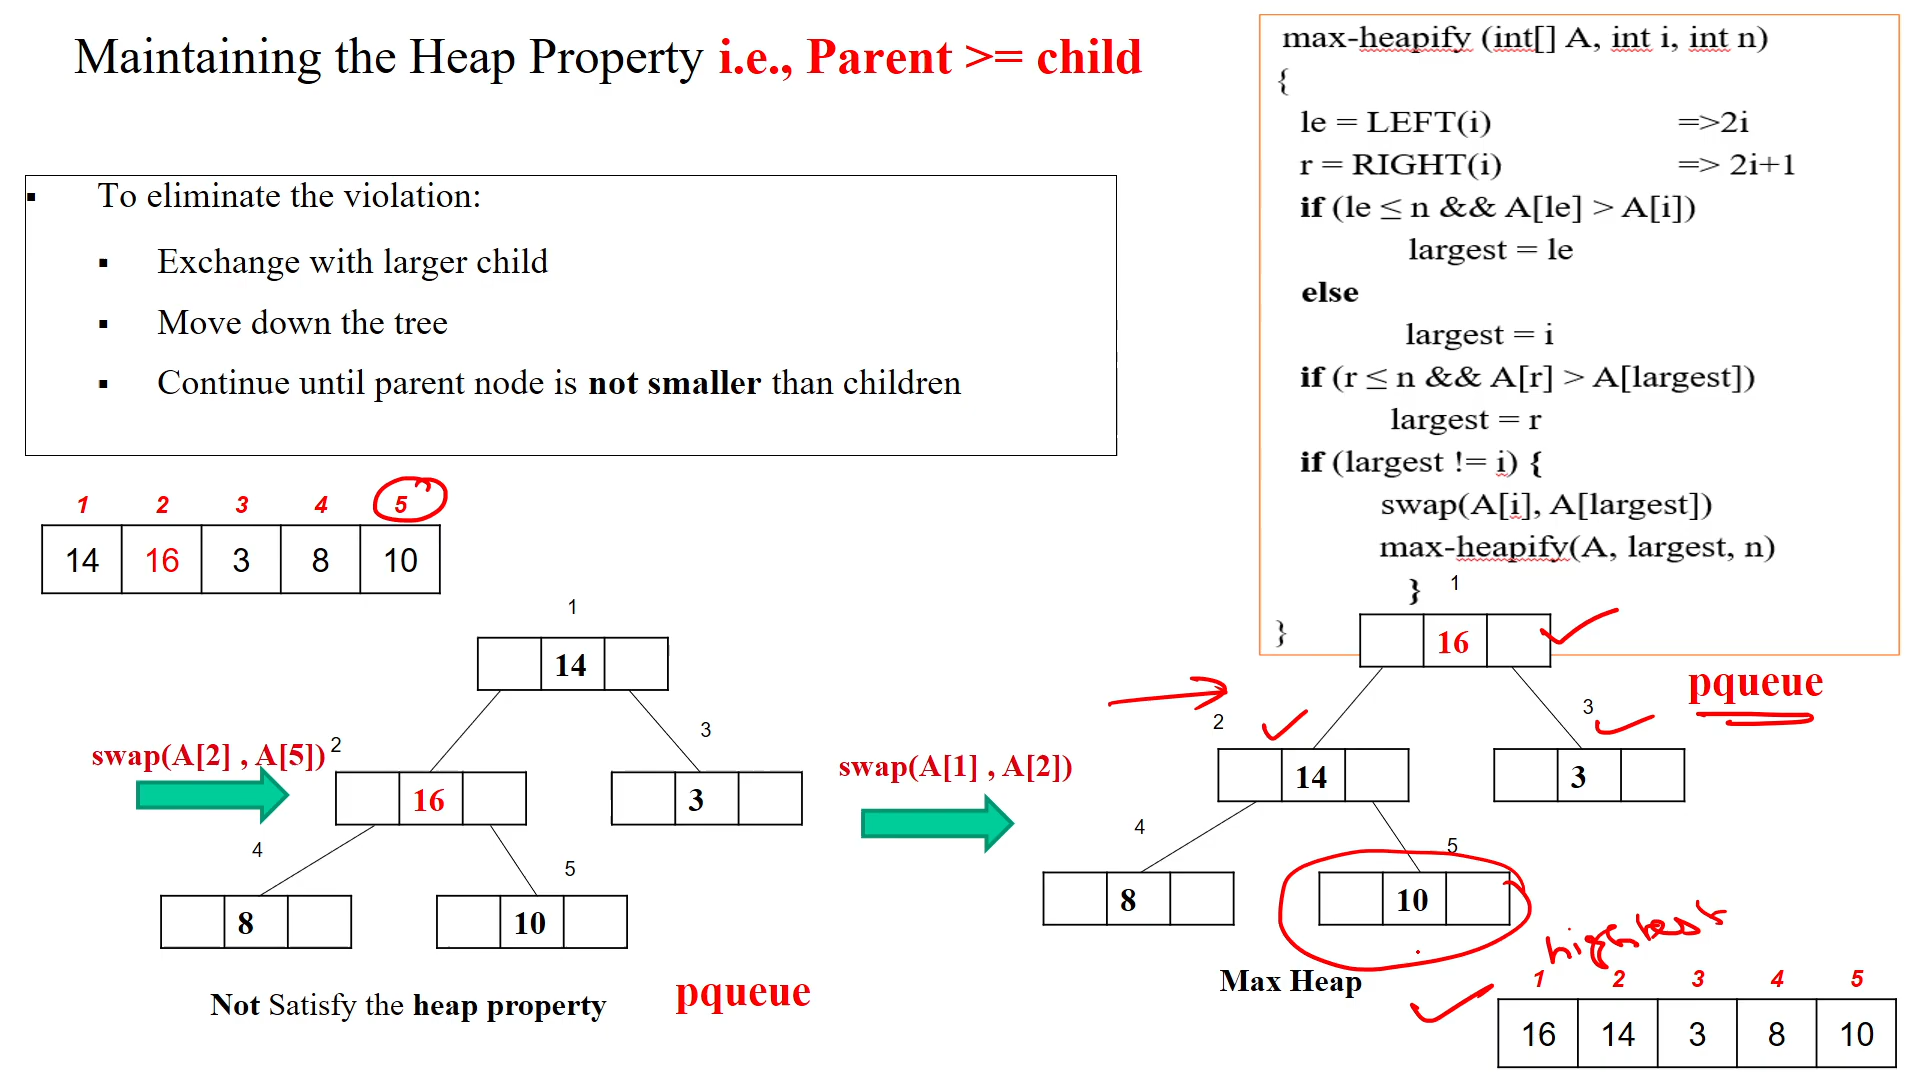 Maintaining the Heap Property i.e., Parent >= child
▪ To eliminate the violation:
▪ Exchange with larger child
▪ Move down the tree
▪ Continue until parent node is not smaller than children
max-heapify (int[] A, int i, int n)
{
le = LEFT(i) =>2i
r = RIGHT(i) => 2i+1
if (le ≤ n && A[le] > A[i])
largest = le
else
largest = i
if (r ≤ n && A[r] > A[largest])
largest = r
if (largest != i) {
swap(A[i], A[largest])
max-heapify(A, largest, n)
}
}
1 2 3 4 5
14 16 3 8 10
1
14
swap(A[2] , A[5])
2
16
3
3
4
8
5
10
Not Satisfy the heap property
pqueue
swap(A[1] , A[2])
1
16
pqueue
2
14
3
3
4
8
5
10
Max Heap
highest
1 2 3 4 5
16 14 3 8 10